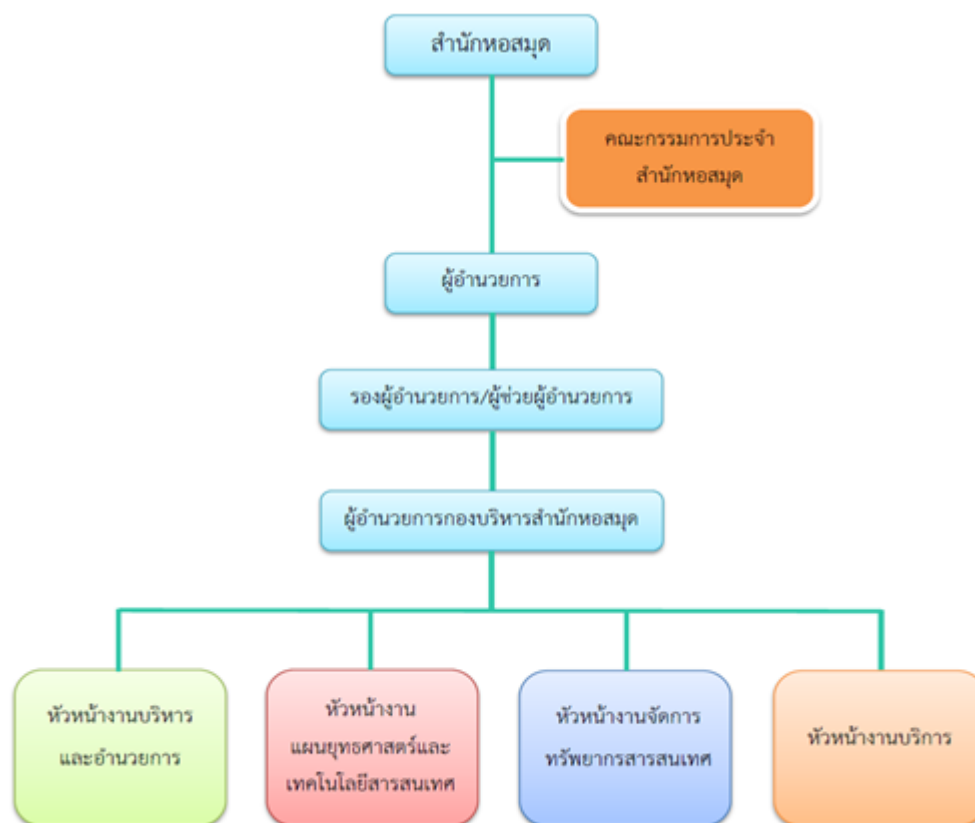 สำนักหอสมุด
คณะกรรมการประจำ
สำนักหอสมุด
ผู้อำนวยการ
รองผู้อำนวยการ/ผู้ช่วยผู้อำนวยการ
ผู้อำนวยการกองบริหารสำนักหอสมุด
หัวหน้างานบริหาร
และอำนวยการ
หัวหน้างาน
แผนยุทธศาสตร์และ
เทคโนโลยีสารสนเทศ
หัวหน้างานจัดการ
ทรัพยากรสารสนเทศ
หัวหน้างานบริการ